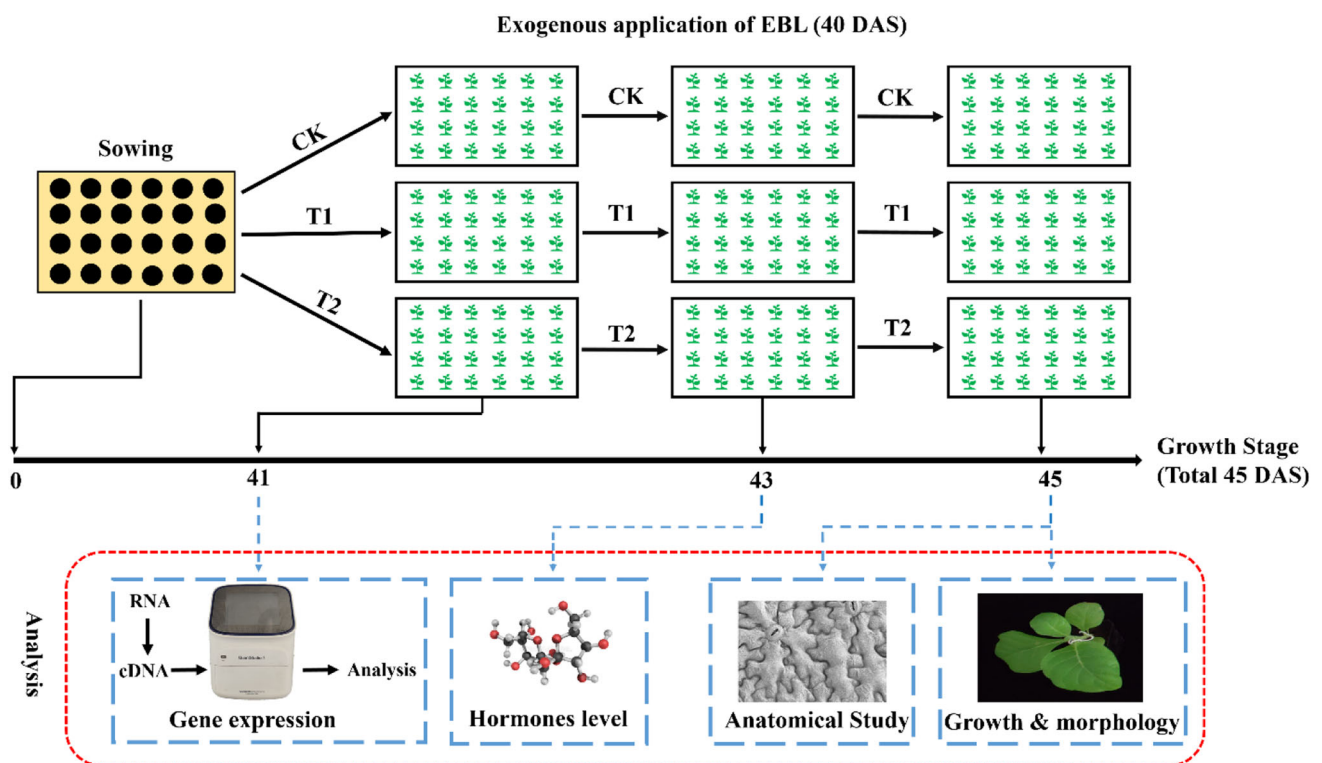 Exogenous application of EBL (40 DAS)
Sowing
CK
CK
CK
T1
T1
T1
T2
T2
T2
0
41
43
45
Growth Stage
(Total 45 DAS)
Analysis
RNA
cDNA
Analysis
Gene expression
Hormones level
Anatomical Study
Growth & morphology